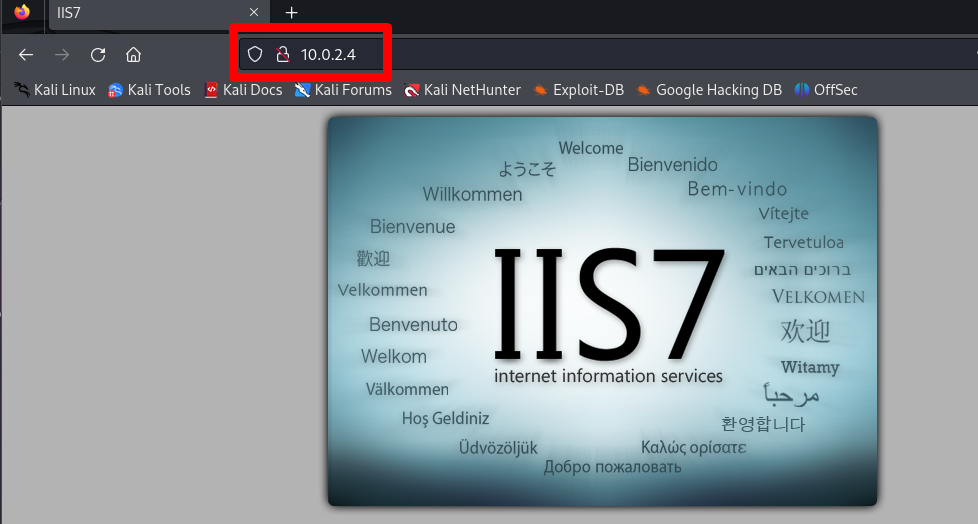 IIS7
10.0.2.4
Kali Linux Kali Tools Kali Docs Kali Forums Kali NetHunter Exploit-DB Google Hacking DB OffSec
Welcome
Bienvenido
ようこそ
Bem-vindo
Willkommen
Vítejte
Bienvenue
Tervetuloa
歡迎
ברוכים הבאים
Velkommen
VELKOMEN
Benvenuto
欢迎
Welkom
Witamy
Välkommen
مرحباً
Hoş Geldiniz
환영합니다
Üdvözöljük
Καλώς ορίσατε
Добро пожаловать
IIS7
internet information services